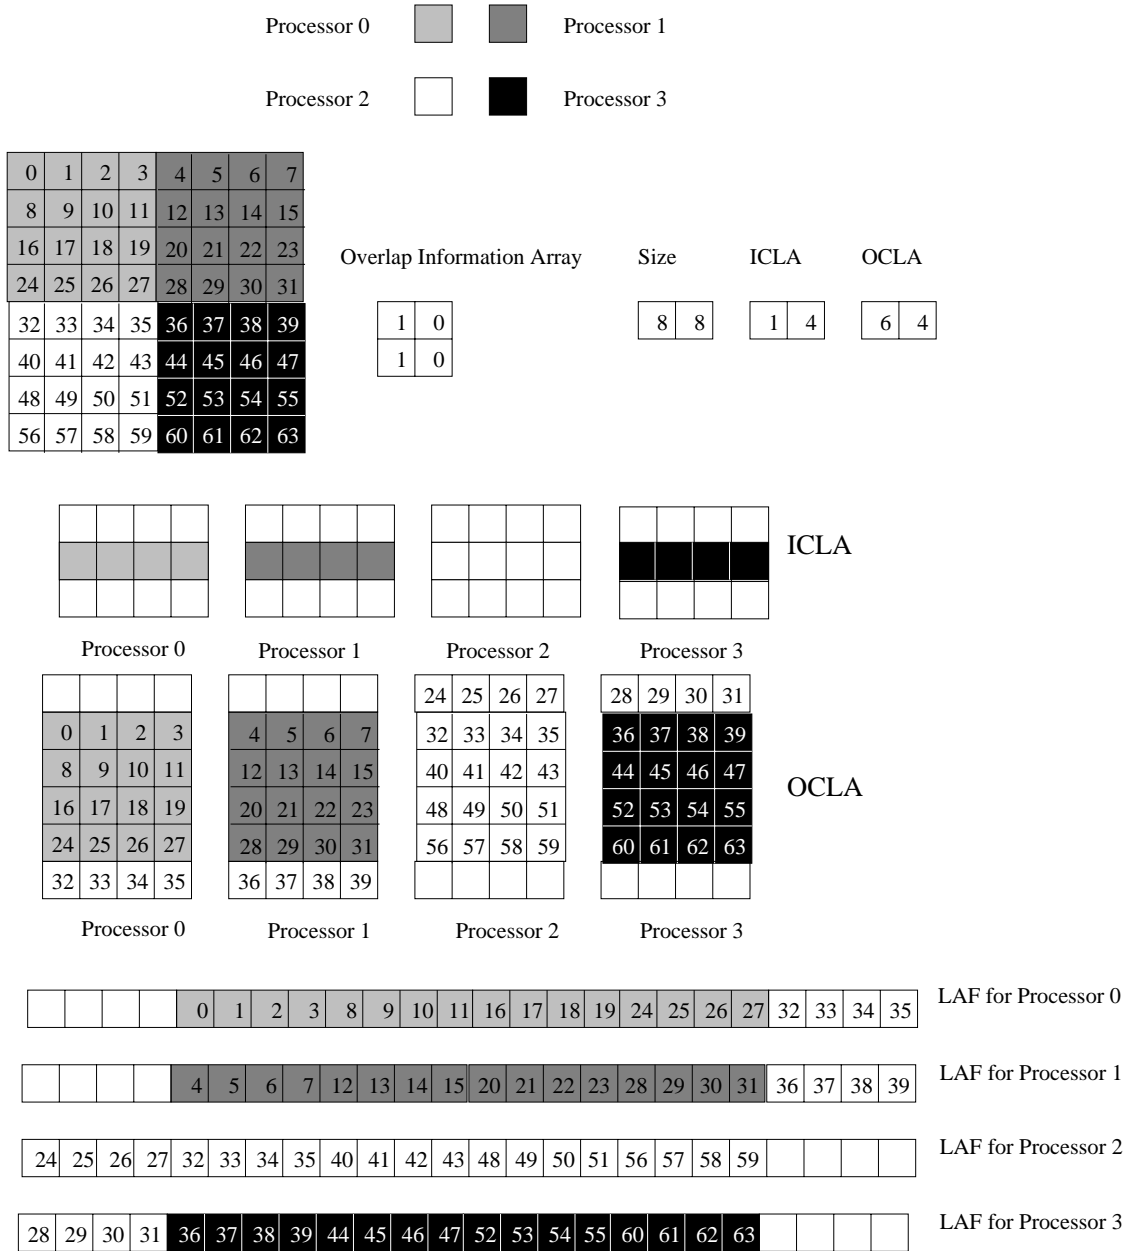 Processor 0 Processor 1
Processor 2 Processor 3
0 1 2 3 4 5 6 7
8 9 10 11 12 13 14 15
16 17 18 19 20 21 22 23
24 25 26 27 28 29 30 31
32 33 34 35 36 37 38 39
40 41 42 43 44 45 46 47
48 49 50 51 52 53 54 55
56 57 58 59 60 61 62 63
Overlap Information Array Size ICLA OCLA
1 0 8 8 1 4 6 4
1 0
ICLA
Processor 0 Processor 1 Processor 2 Processor 3
24 25 26 27 28 29 30 31
0 1 2 3 4 5 6 7 32 33 34 35 36 37 38 39
8 9 10 11 12 13 14 15 40 41 42 43 44 45 46 47
OCLA
16 17 18 19 20 21 22 23 48 49 50 51 52 53 54 55
24 25 26 27 28 29 30 31 56 57 58 59 60 61 62 63
32 33 34 35 36 37 38 39
Processor 0 Processor 1 Processor 2 Processor 3
0 1 2 3 8 9 10 11 16 17 18 19 24 25 26 27 32 33 34 35 LAF for Processor 0
4 5 6 7 12 13 14 15 20 21 22 23 28 29 30 31 36 37 38 39 LAF for Processor 1
24 25 26 27 32 33 34 35 40 41 42 43 48 49 50 51 56 57 58 59 LAF for Processor 2
28 29 30 31 36 37 38 39 44 45 46 47 52 53 54 55 60 61 62 63 LAF for Processor 3